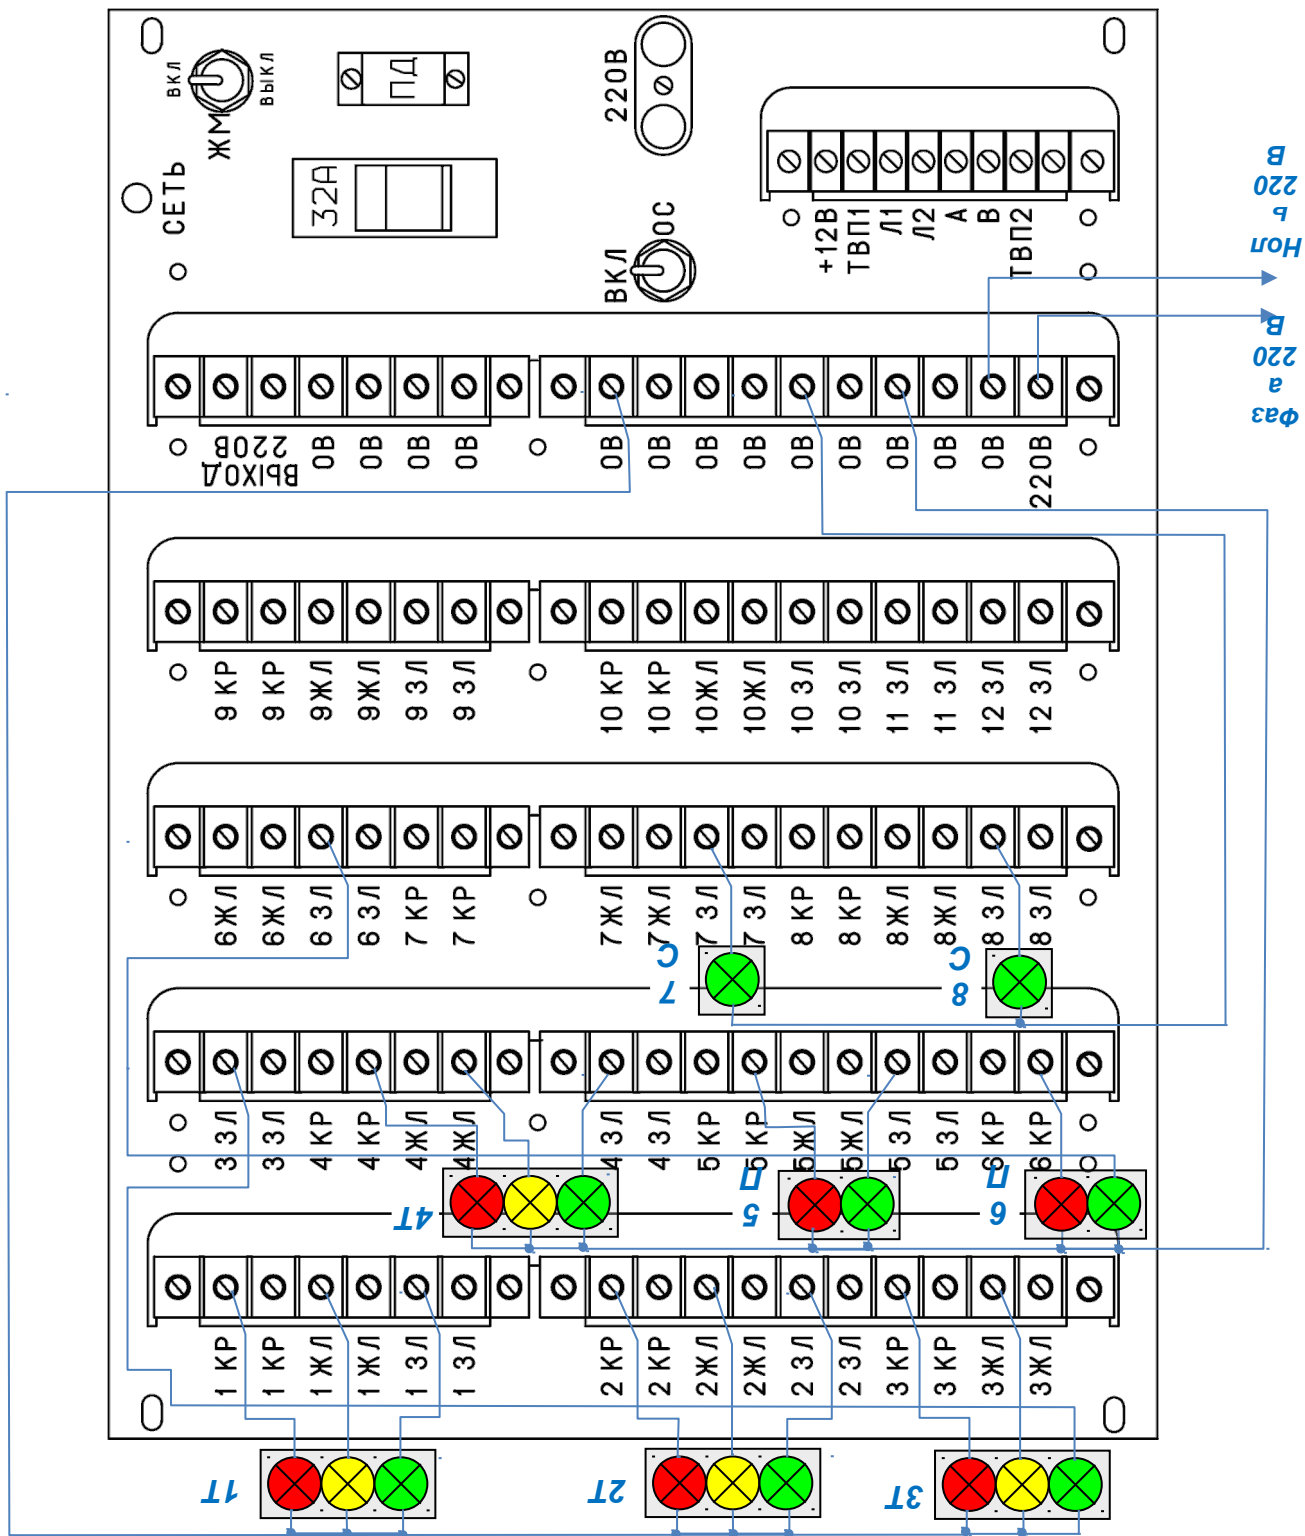 ВКЛ
ВЫКЛ
ЖМ
ПД
220В
СЕТЬ
32А
ВКЛ
ОС
+12В
ТВП1
Л1
Л2
А
В
ТВП2
Нол
ь
220
В
Фаз
а
220
В
ВЫХОД
220В
0В
0В
0В
0В
0В
0В
0В
0В
0В
0В
0В
0В
0В
220В
9 КР
9 КР
9ЖЛ
9ЖЛ
9 ЗЛ
9 ЗЛ
10 КР
10 КР
10ЖЛ
10ЖЛ
10 ЗЛ
10 ЗЛ
11 ЗЛ
11 ЗЛ
12 ЗЛ
12 ЗЛ
6ЖЛ
6ЖЛ
6 ЗЛ
6 ЗЛ
7 КР
7 КР
7ЖЛ
7ЖЛ
7 ЗЛ
7 ЗЛ
8 КР
8 КР
8ЖЛ
8ЖЛ
8 ЗЛ
8 ЗЛ
7
С
8
С
3 ЗЛ
3 ЗЛ
4 КР
4 КР
4ЖЛ
4ЖЛ
4 ЗЛ
4 ЗЛ
5 КР
5 КР
5ЖЛ
5ЖЛ
5 ЗЛ
5 ЗЛ
6 КР
6 КР
4Т
5
П
6
П
1 КР
1 КР
1ЖЛ
1ЖЛ
1 ЗЛ
1 ЗЛ
2 КР
2 КР
2ЖЛ
2ЖЛ
2 ЗЛ
2 ЗЛ
3 КР
3 КР
3ЖЛ
3ЖЛ
1Т
2Т
3Т